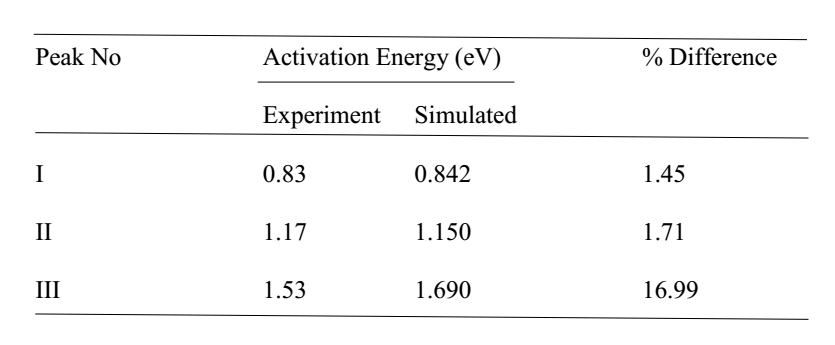 Peak No Activation Energy (eV) % Difference
Experiment Simulated
I 0.83 0.842 1.45
II 1.17 1.150 1.71
III 1.53 1.690 16.99